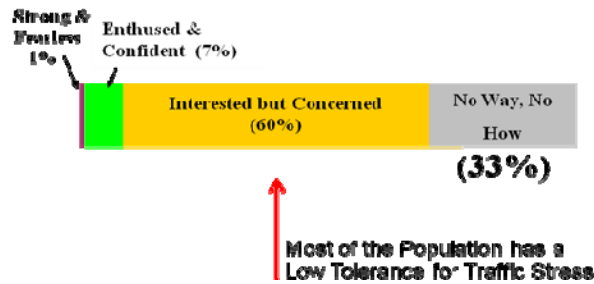 Strong &
Fearless
1%
Enthused &
Confident (7%)
Interested but Concerned
(60%)
No Way, No
How
(33%)
Most of the Population has a
Low Tolerance for Traffic Stress